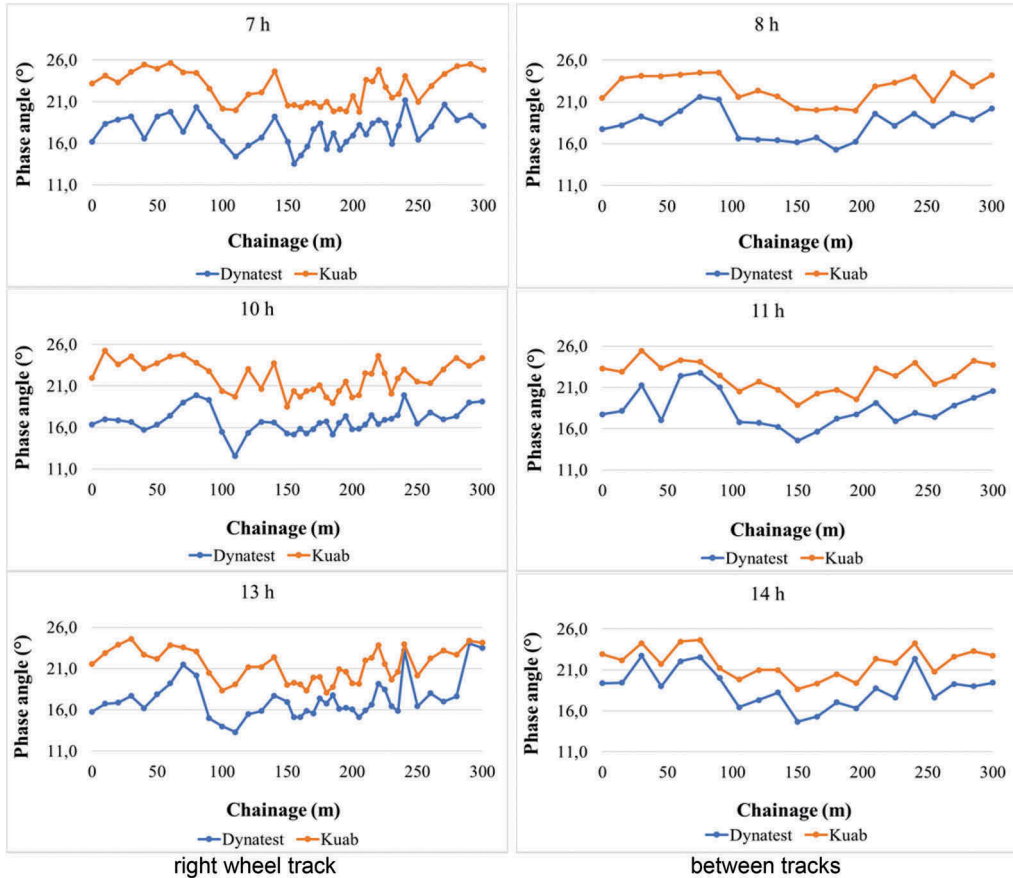 7 h
Phase angle (°)
26,0
21,0
16,0
11,0
0 50 100 150 200 250 300
Chainage (m)
Dynatest Kuab
8 h
Phase angle (°)
26,0
21,0
16,0
11,0
0 50 100 150 200 250 300
Chainage (m)
Dynatest Kuab
10 h
Phase angle (°)
26,0
21,0
16,0
11,0
0 50 100 150 200 250 300
Chainage (m)
Dynatest Kuab
11 h
Phase angle (°)
26,0
21,0
16,0
11,0
0 50 100 150 200 250 300
Chainage (m)
Dynatest Kuab
13 h
Phase angle (°)
26,0
21,0
16,0
11,0
0 50 100 150 200 250 300
Chainage (m)
Dynatest Kuab
14 h
Phase angle (°)
26,0
21,0
16,0
11,0
0 50 100 150 200 250 300
Chainage (m)
Dynatest Kuab
right wheel track
between tracks